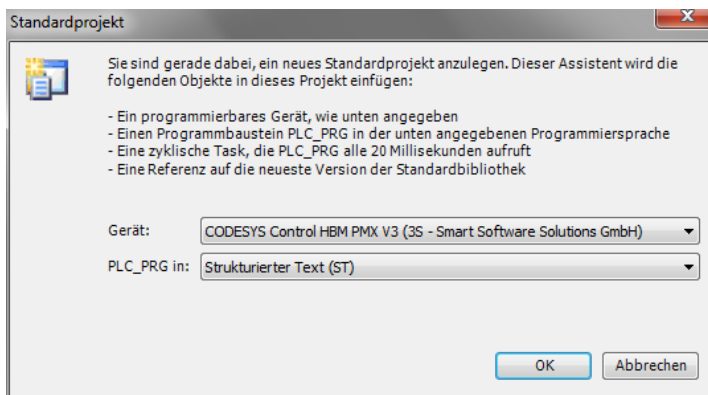 Standardprojekt
Sie sind gerade dabei, ein neues Standardprojekt anzulegen. Dieser Assistent wird die
folgenden Objekte in dieses Projekt einfügen:
- Ein programmierbares Gerät, wie unten angegeben
- Einen Programmbaustein PLC_PRG in der unten angegebenen Programmiersprache
- Eine zyklische Task, die PLC_PRG alle 20 Millisekunden aufruft
- Eine Referenz auf die neueste Version der Standardbibliothek
Gerät: CODESYS Control HBM PMX V3 (3S - Smart Software Solutions GmbH)
PLC_PRG in: Strukturierter Text (ST)
OK Abbrechen